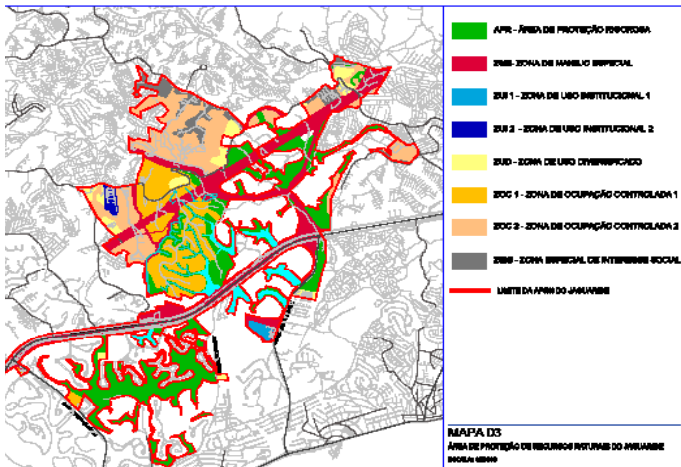 APR - ÁREA DE PROTEÇÃO RIGOROSA
ZME- ZONA DE MANEJO ESPECIAL
ZUI 1 - ZONA DE USO INSTITUCIONAL 1
ZUI 2 - ZONA DE USO INSTITUCIONAL 2
ZUD - ZONA DE USO DIVERSIFICADO
ZOC 1 - ZONA DE OCUPAÇÃO CONTROLADA 1
ZOC 2 - ZONA DE OCUPAÇÃO CONTROLADA 2
ZEIS - ZONA ESPECIAL DE INTERESSE SOCIAL
LIMITE DA APRN DO JAGUARIBE
MAPA 03
ÁREA DE PROTEÇÃO DE RECURSOS NATURAIS DO JAGUARIBE